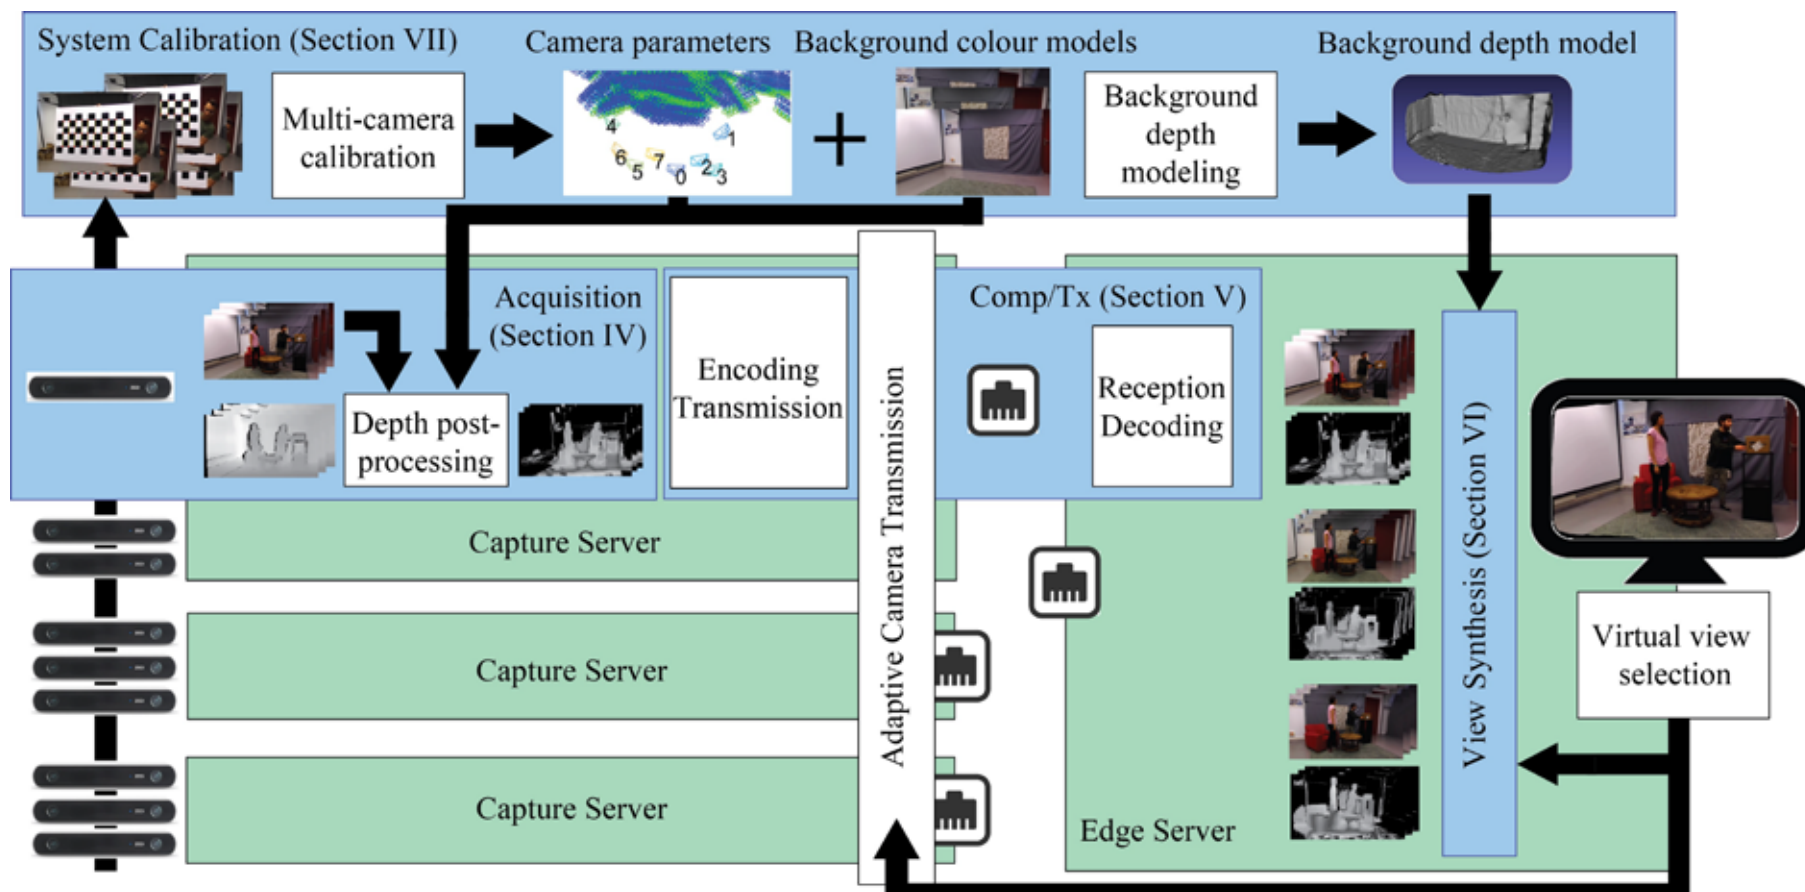 System Calibration (Section VII)
Camera parameters
Background colour models
Background depth model
Multi-camera
calibration
4
6
5
7
0
2
3
1
Background
depth
modeling
Acquisition
(Section IV)
Depth post-
processing
Encoding
Transmission
Comp/Tx (Section V)
Reception
Decoding
Capture Server
Capture Server
Capture Server
Adaptive Camera Transmission
Edge Server
View Synthesis (Section VI)
Virtual view
selection